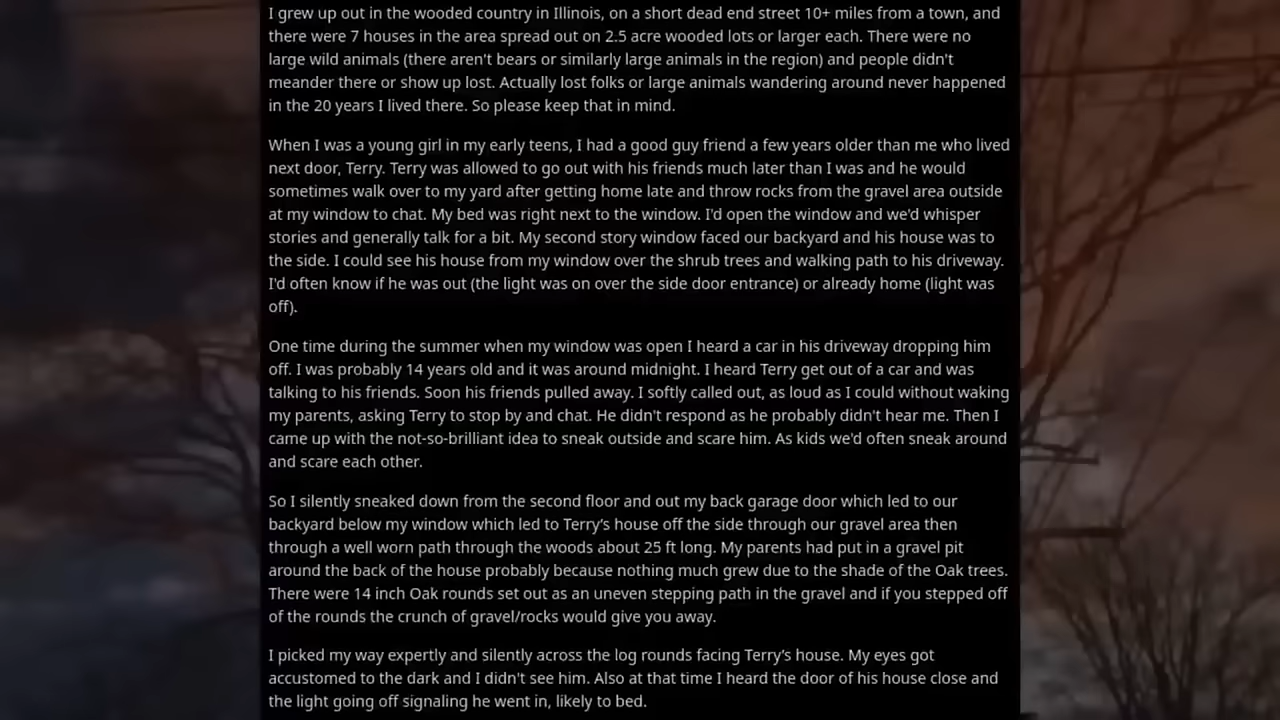 I grew up out in the wooded country in Illinois, on a short dead end street 10+ miles from a town, and
there were 7 houses in the area spread out on 2.5 acre wooded lots or larger each. There were no
large wild animals (there aren't bears or similarly large animals in the region) and people didn't
meander there or show up lost. Actually lost folks or large animals wandering around never happened
in the 20 years I lived there. So please keep that in mind.
When I was a young girl in my early teens, I had a good guy friend a few years older than me who lived
next door, Terry. Terry was allowed to go out with his friends much later than I was and he would
sometimes walk over to my yard after getting home late and throw rocks from the gravel area outside
at my window to chat. My bed was right next to the window. I'd open the window and we'd whisper
stories and generally talk for a bit. My second story window faced our backyard and his house was to
the side. I could see his house from my window over the shrub trees and walking path to his driveway.
I'd often know if he was out (the light was on over the side door entrance) or already home (light was
off).
One time during the summer when my window was open I heard a car in his driveway dropping him
off. I was probably 14 years old and it was around midnight. I heard Terry get out of a car and was
talking to his friends. Soon his friends pulled away. I softly called out, as loud as I could without waking
my parents, asking Terry to stop by and chat. He didn't respond as he probably didn't hear me. Then I
came up with the not-so-brilliant idea to sneak outside and scare him. As kids we'd often sneak around
and scare each other.
So I silently sneaked down from the second floor and out my back garage door which led to our
backyard below my window which led to Terry’s house off the side through our gravel area then
through a well worn path through the woods about 25 ft long. My parents had put in a gravel pit
around the back of the house probably because nothing much grew due to the shade of the Oak trees.
There were 14 inch Oak rounds set out as an uneven stepping path in the gravel and if you stepped off
of the rounds the crunch of gravel/rocks would give you away.
I picked my way expertly and silently across the log rounds facing Terry’s house. My eyes got
accustomed to the dark and I didn't see him. Also at that time I heard the door of his house close and
the light going off signaling he went in, likely to bed.